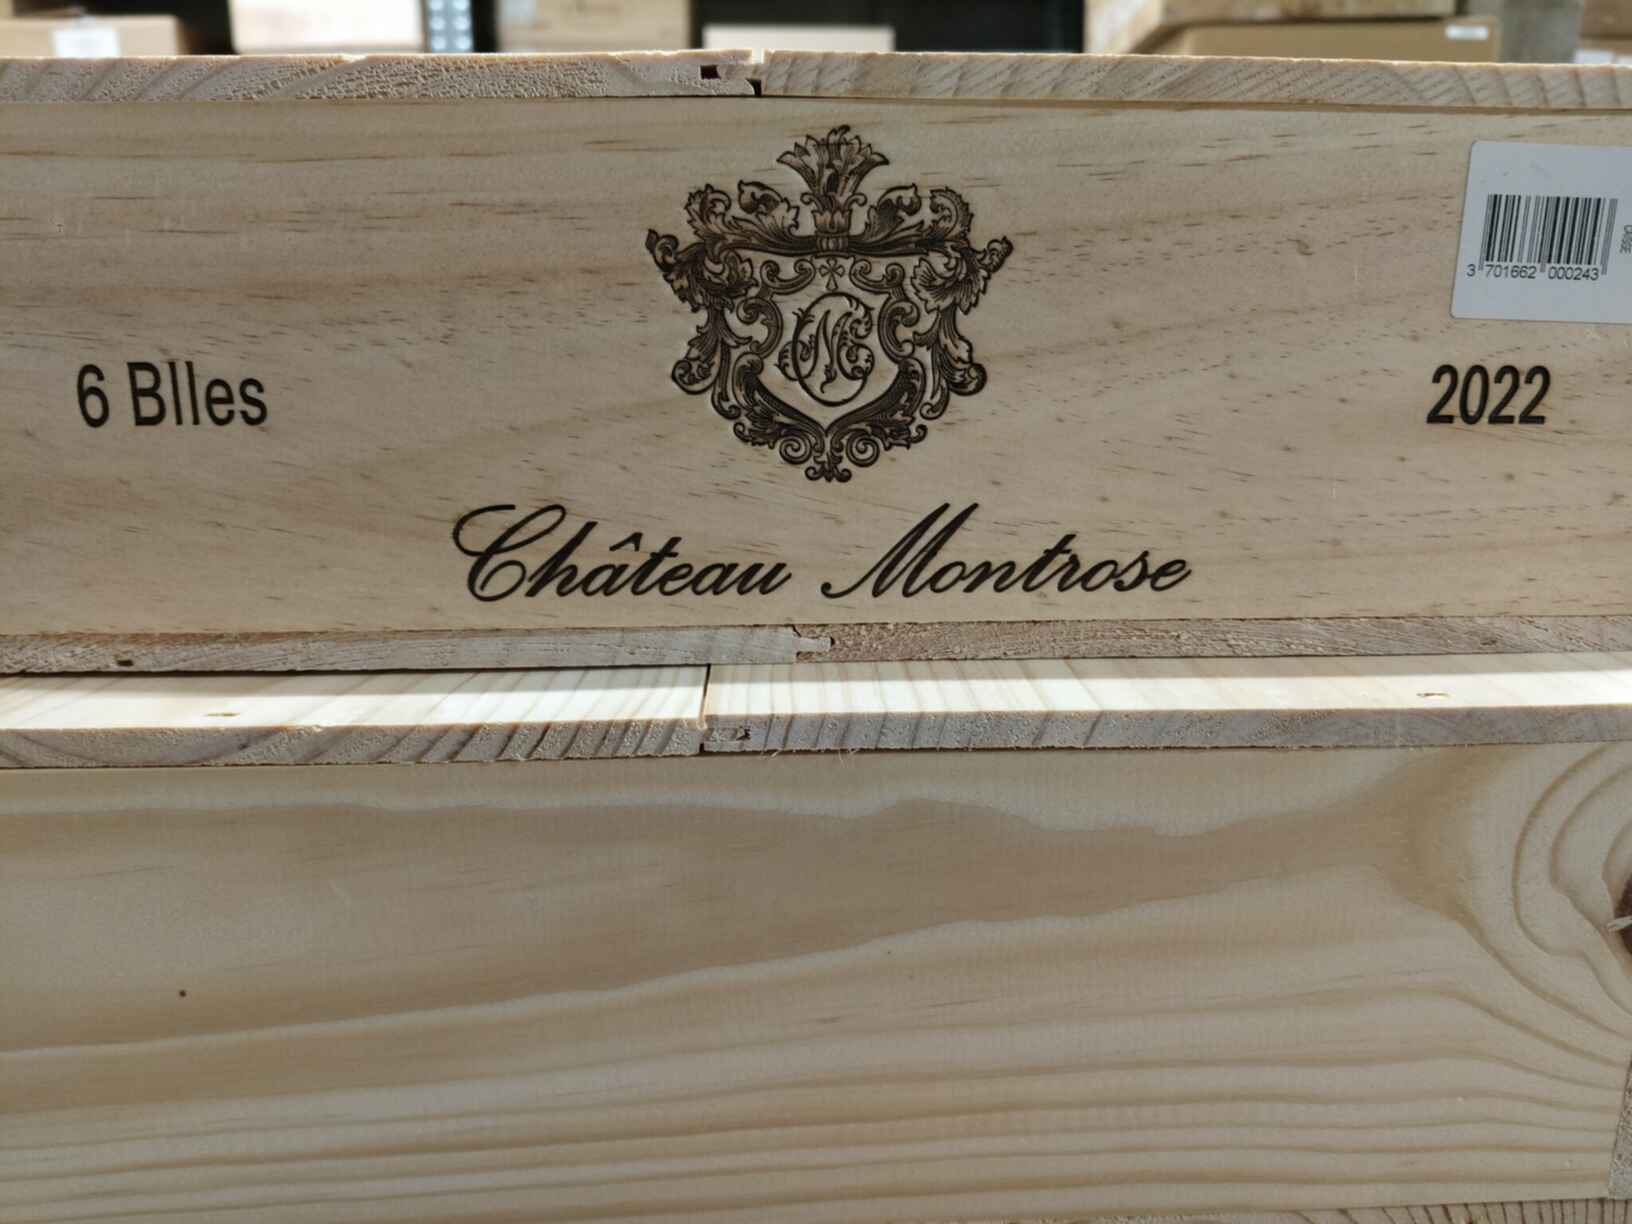 3 701662 000243
6 Blles
2022
Château Montrose